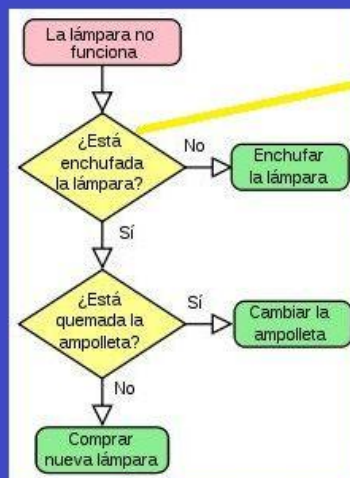 La lámpara no
funciona
¿Está
enchufada
la lámpara?
No
Enchufar
la lámpara
Sí
¿Está
quemada la
ampolleta?
Sí
Cambiar la
ampolleta
No
Comprar
nueva lámpara